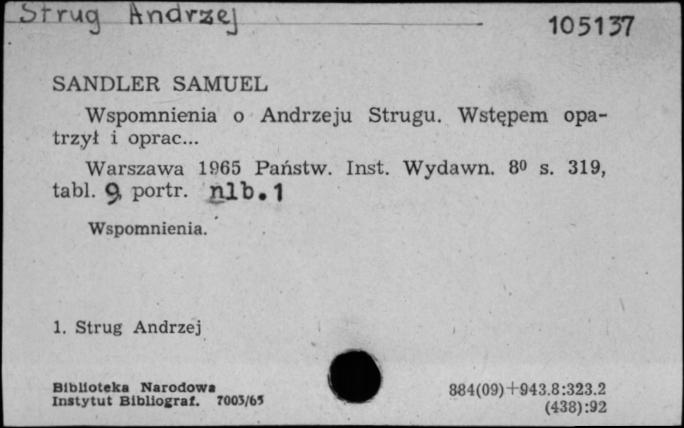 Strug Andrzej
105137
SANDLER SAMUEL
Wspomnienia o Andrzeju Strugu. Wstępem opa-
trzył i oprac...
Warszawa 1965 Państw. Inst. Wydawn. 8⁰ s. 319,
tabl. 9, portr. nlb. 1
Wspomnienia.
1. Strug Andrzej
Biblioteka Narodowa
Instytut Bibliograf. 7003/65
884(09)+943.8:323.2
(438):92